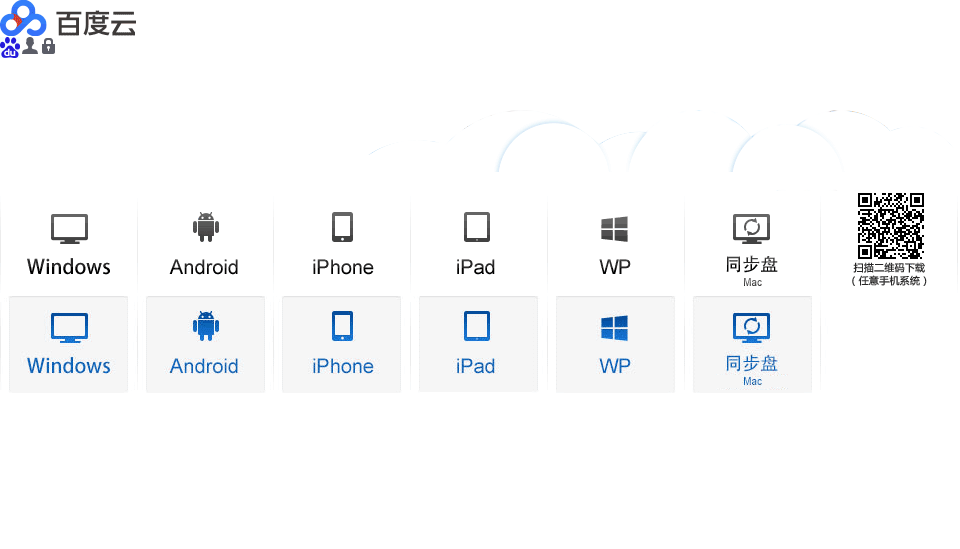 百度云
du
Windows
Android
iPhone
iPad
WP
同步盘
Mac
扫描二维码下载
（任意手机系统）
Windows
Android
iPhone
iPad
WP
同步盘
Mac